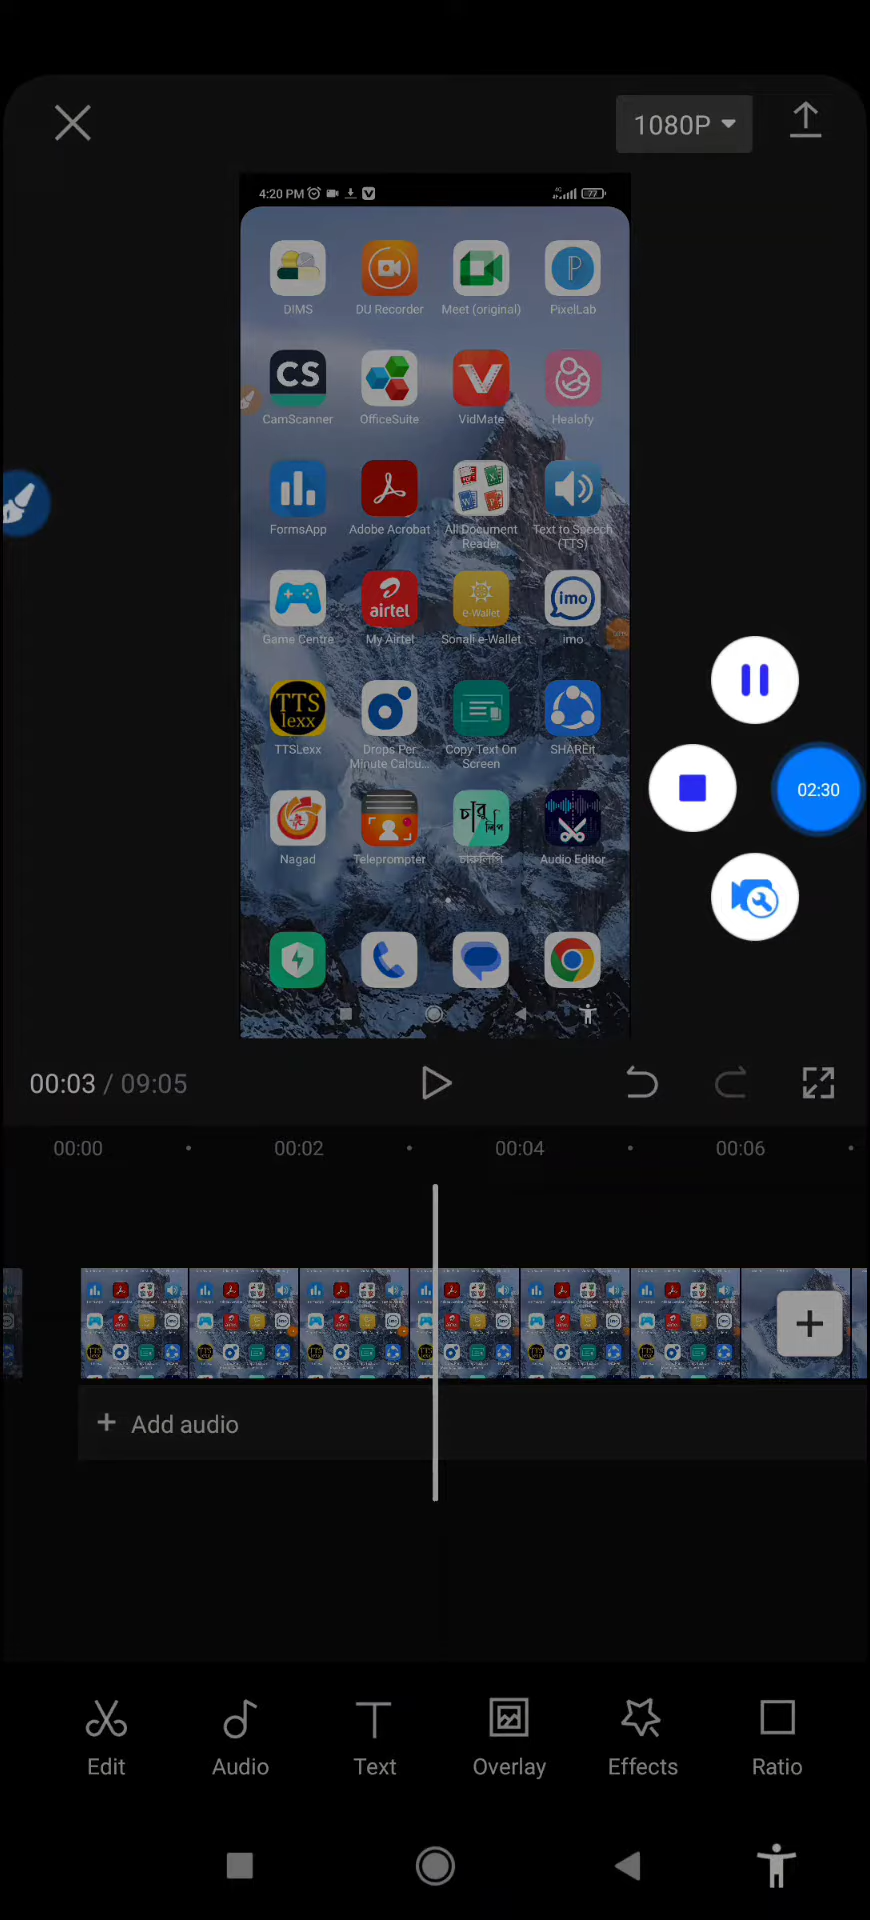 1080P
4:20 PM
4G
77
DIMS
DU Recorder
Meet (original)
PixelLab
CS
CamScanner
OfficeSuite
VidMate
Healofy
FormsApp
Adobe Acrobat
All Document
Reader
Text to Speech
(TTS)
airtel
e-Wallet
imo
Game Centre
My Airtel
Sonali e-Wallet
imo
TTS
lexx
TTSLexx
Drops Per
Minute Calcu...
Copy Text On
Screen
SHAREit
02:30
চারু
লিপি
Nagad
Teleprompter
চারুলিপি
Audio Editor
00:03 / 09:05
00:00
00:02
00:04
00:06
+ Add audio
Edit
Audio
Text
Overlay
Effects
Ratio